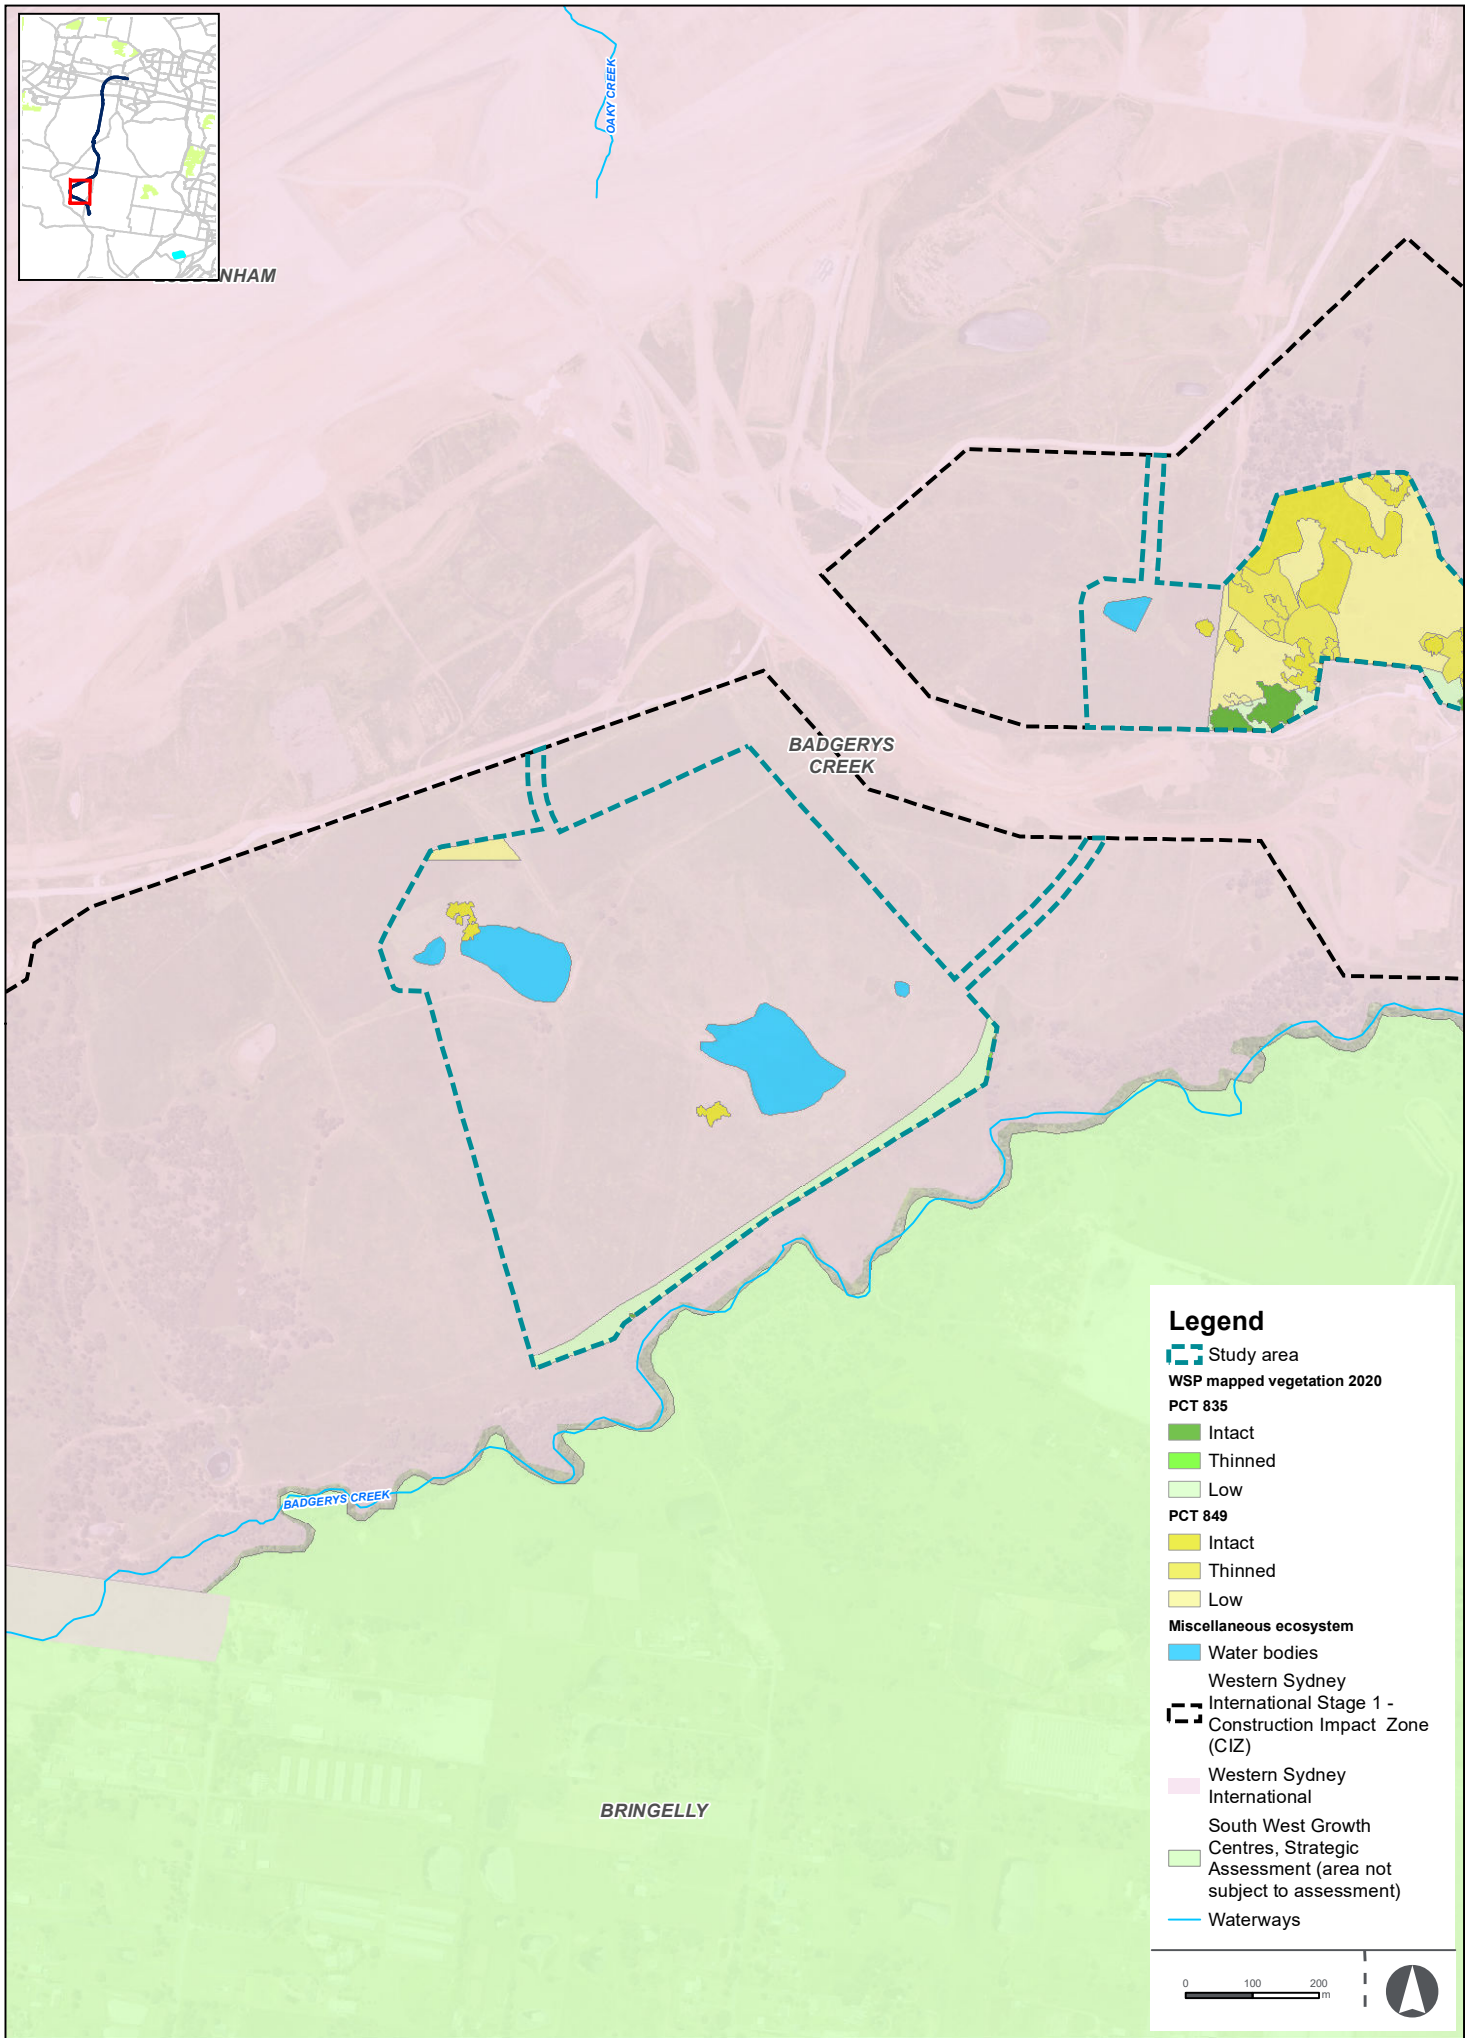 OAKY CREEK
NHAM
BADGERYS
CREEK
BADGERYS CREEK
BRINGELLY
Legend
Study area
WSP mapped vegetation 2020
PCT 835
Intact
Thinned
Low
PCT 849
Intact
Thinned
Low
Miscellaneous ecosystem
Water bodies
Western Sydney
International Stage 1 -
Construction Impact Zone
(CIZ)
Western Sydney
International
South West Growth
Centres, Strategic
Assessment (area not
subject to assessment)
Waterways
0 100 200
m